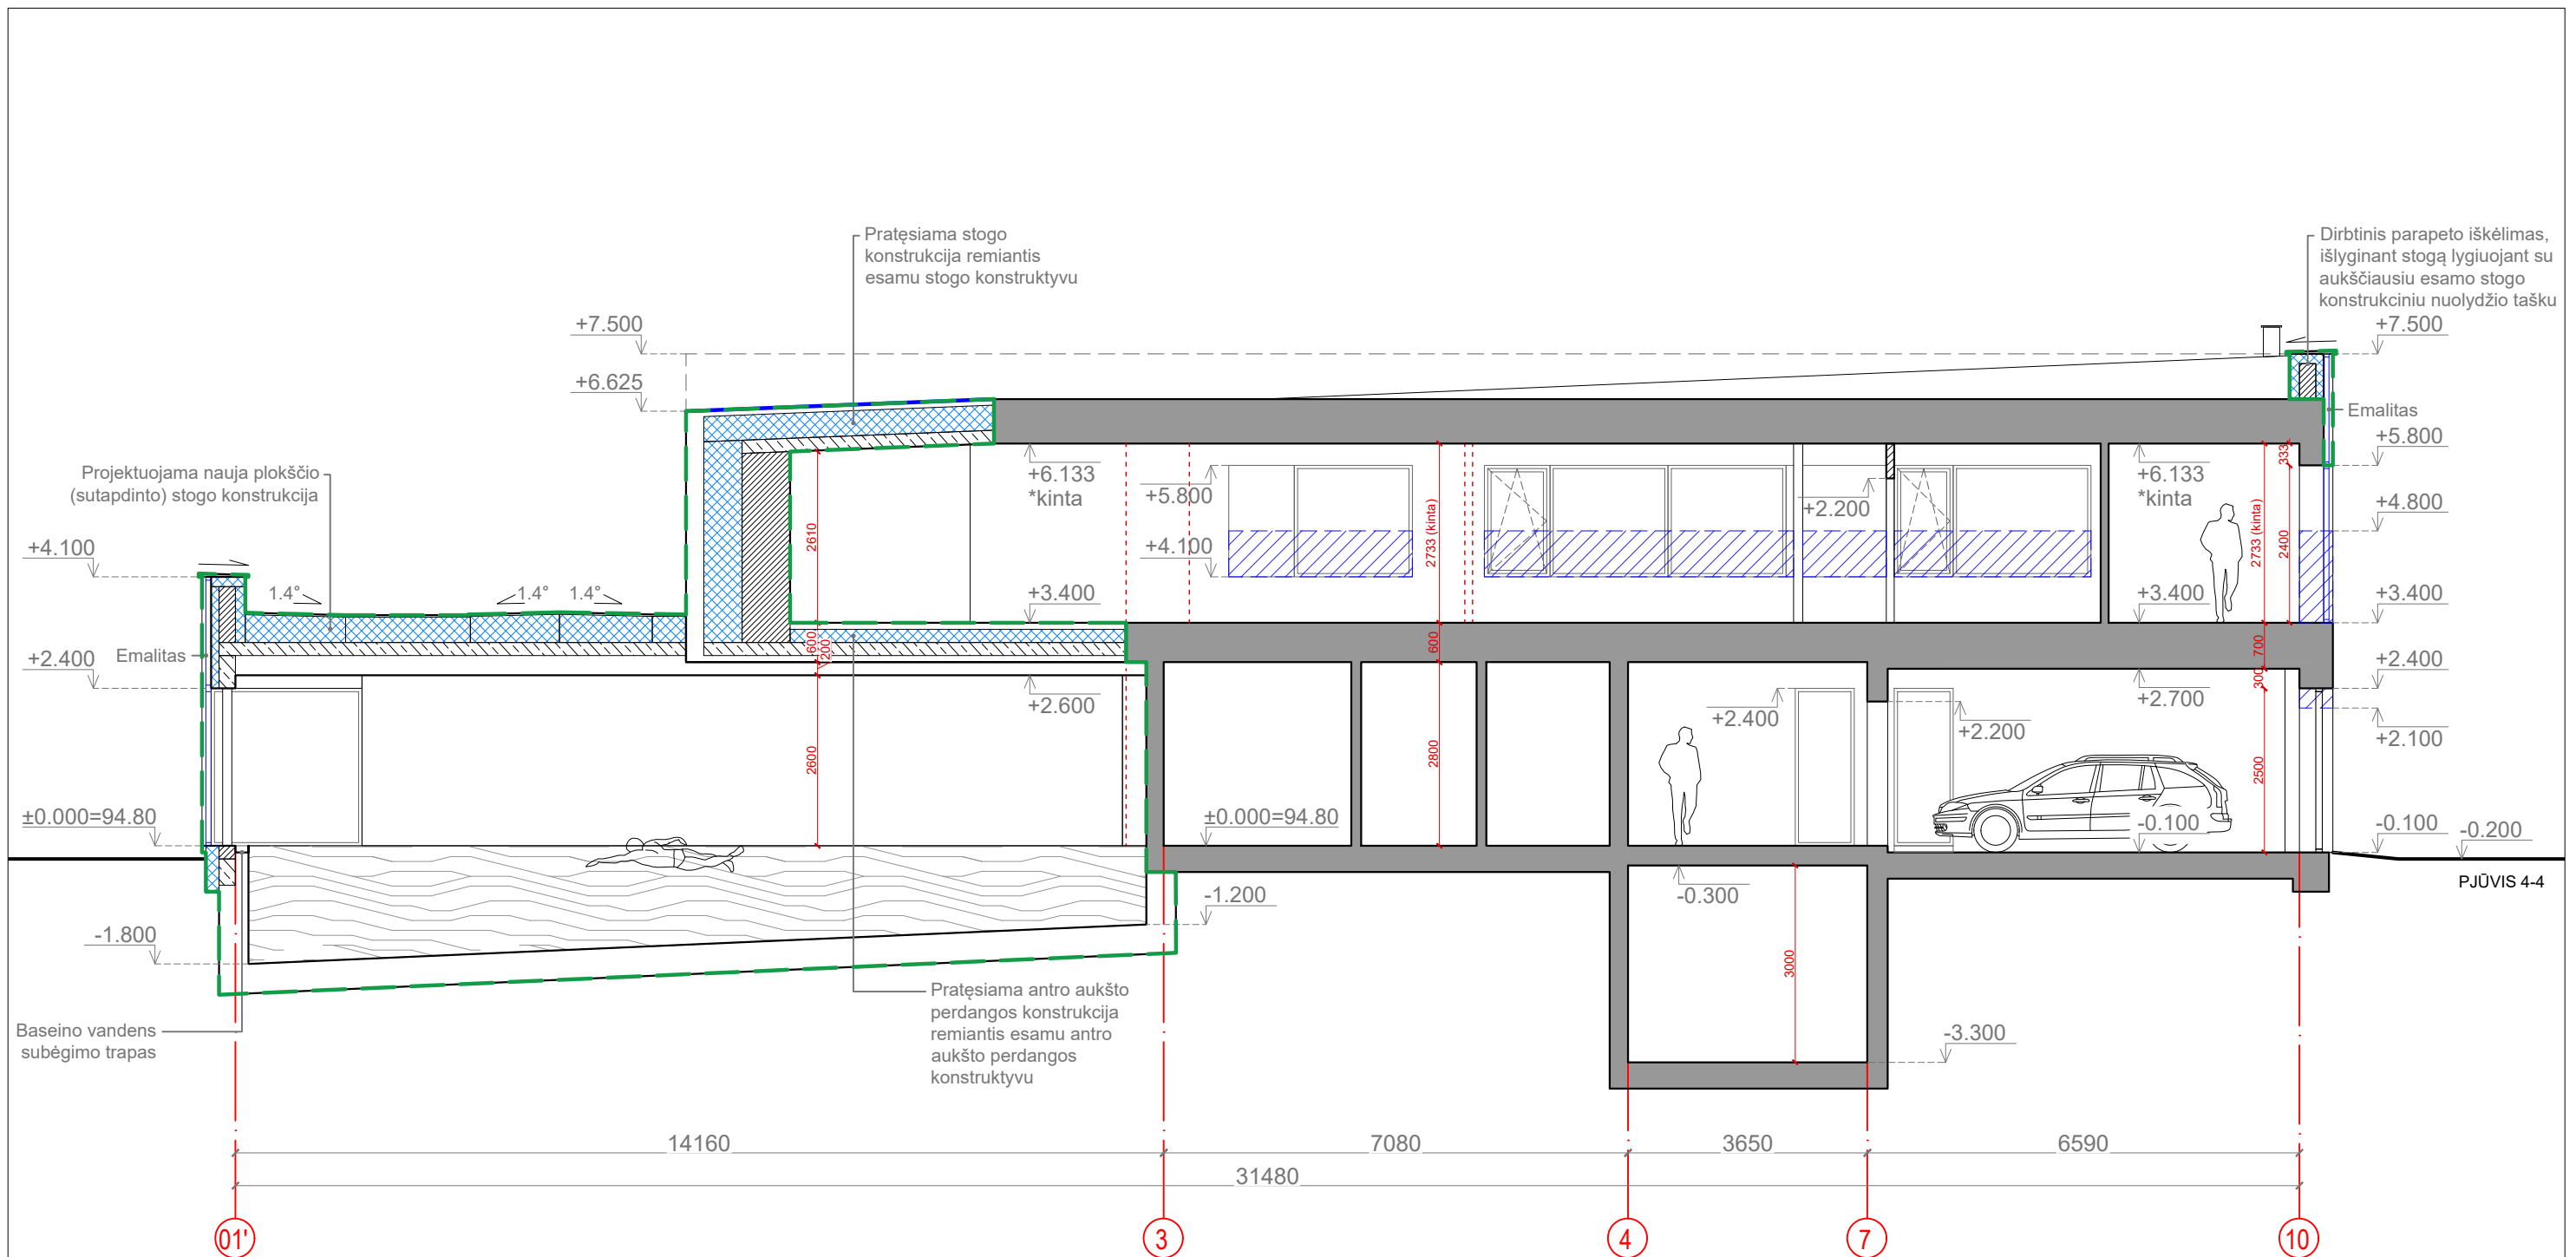 Pratęsiama stogo
konstrukcija remiantis
esamu stogo konstruktyvu
Dirbtinis parapeto iškėlimas,
išlyginant stogą lygiuojant su
aukščiausiu esamo stogo
konstrukciniu nuolydžio tašku
+7.500
+7.500
+6.625
Emalitas
+5.800
Projektuojama nauja plokščio
(sutapdinto) stogo konstrukcija
+6.133
*kinta
+5.800
+2.200
+6.133
*kinta
333
+4.800
2610
2733 (kinta)
2733 (kinta)
2400
+4.100
+4.100
1.4°
1.4°
1.4°
+3.400
+3.400
+3.400
600
200
600
700
Emalitas
+2.400
+2.400
300
+2.600
+2.400
+2.700
+2.200
+2.100
2600
2800
2500
±0.000=94.80
±0.000=94.80
-0.100
-0.100
-0.200
PJŪVIS 4-4
-0.300
-1.200
-1.800
3000
Pratęsiama antro aukšto
perdangos konstrukcija
remiantis esamu antro
aukšto perdangos
konstruktyvu
Baseino vandens
subėgimo trapas
-3.300
14160
7080
3650
6590
31480
01'
3
4
7
10